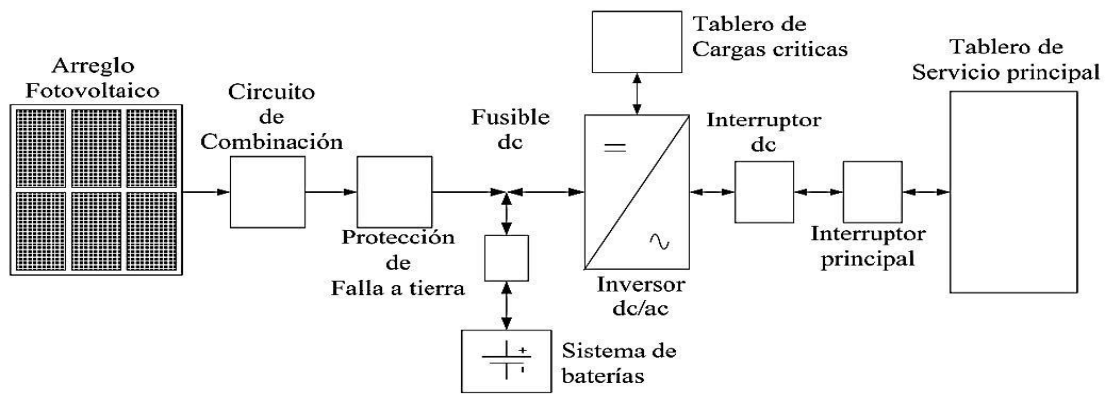 Arreglo
Fotovoltaico
Circuito
de
Combinación
Protección
de
Falla a tierra
Fusible
dc
Sistema de
baterías
Tablero de
Cargas criticas
Inversor
dc/ac
Interruptor
dc
Interruptor
principal
Tablero de
Servicio principal